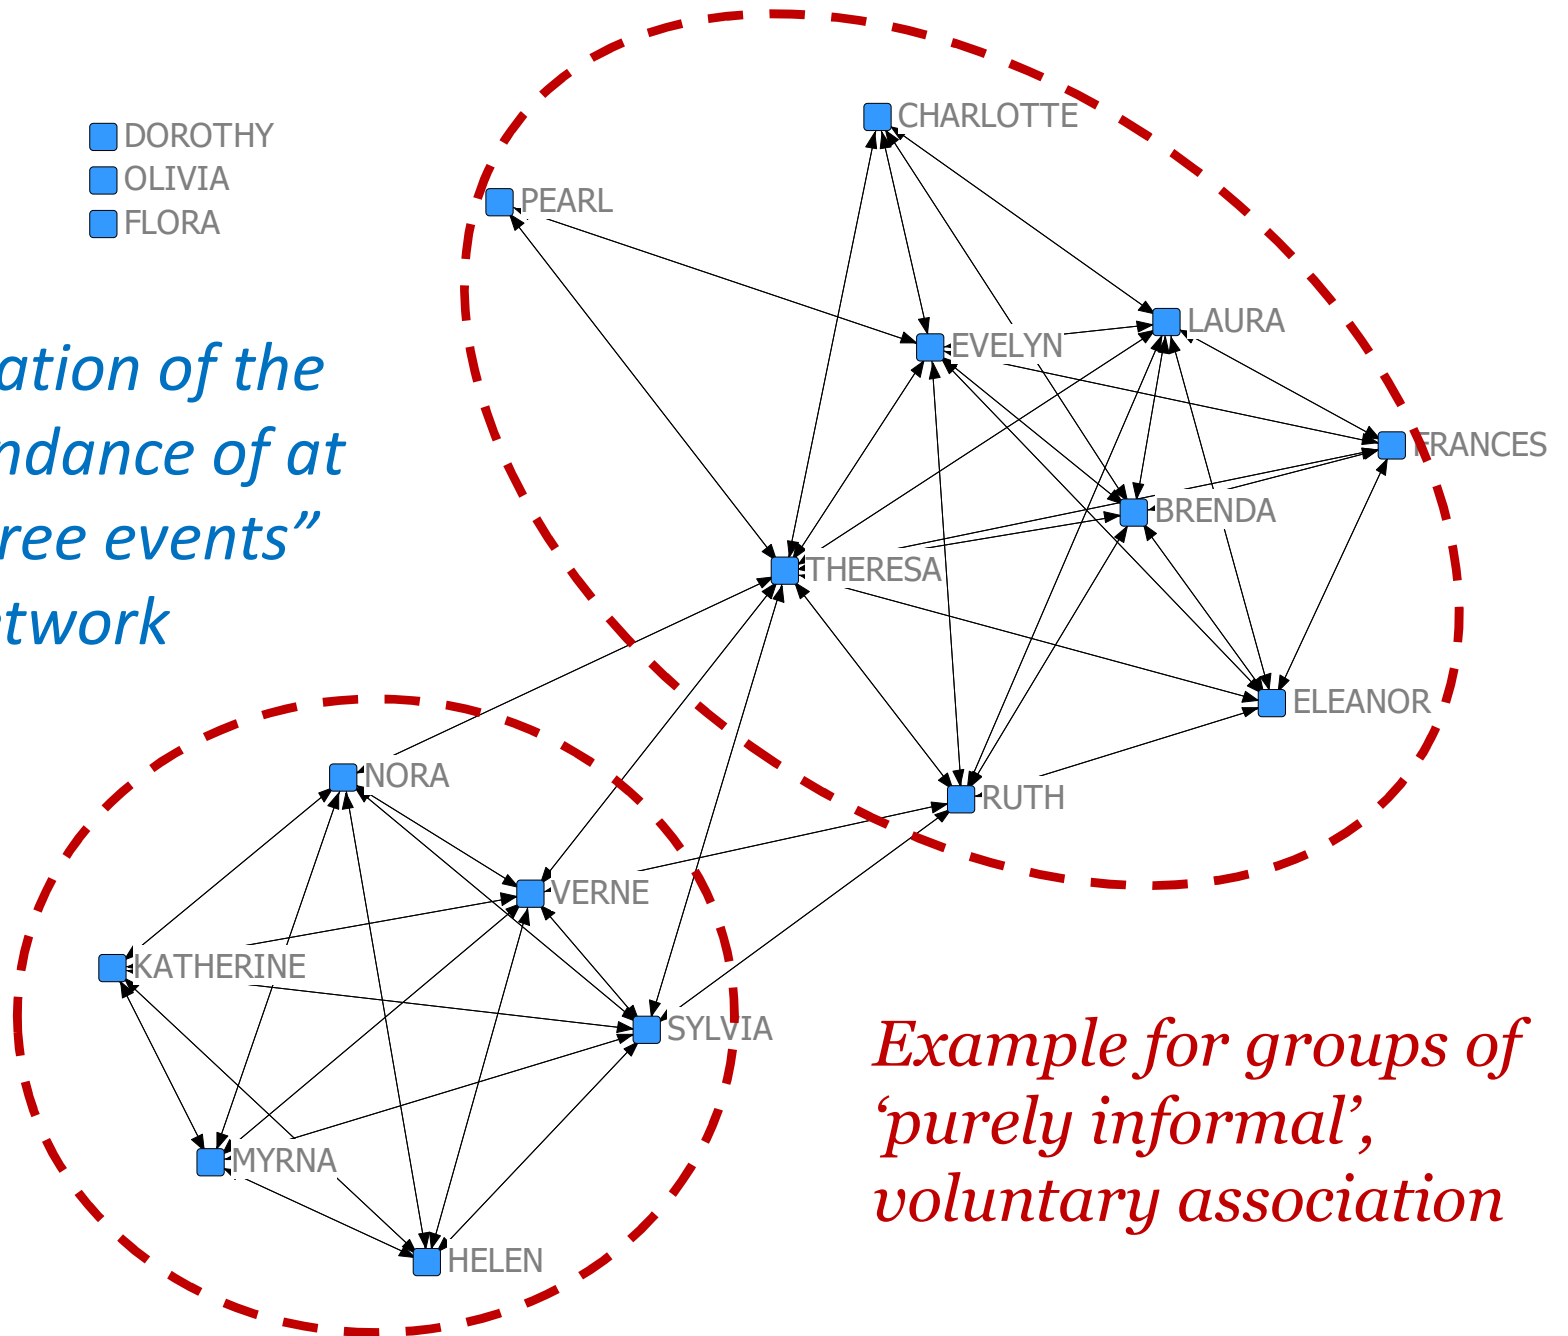 DOROTHY
OLIVIA
FLORA
CHARLOTTE
PEARL
EVELYN
LAURA
FRANCES
BRENDA
THERESA
ELEANOR
RUTH
NORA
VERNE
KATHERINE
SYLVIA
MYRNA
HELEN
ation of the
ndance of at
ree events”
twork
Example for groups of
‘purely informal’,
voluntary association